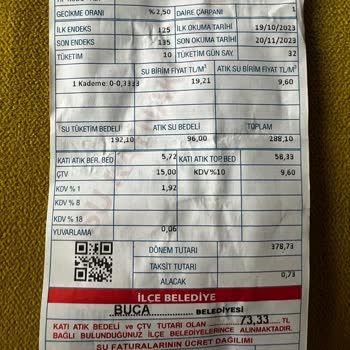 GECİKME ORANI %2,50 DAİRE ÇARPANI 1
İLK ENDEKS 125 İLK OKUMA TARİHİ 19/10/2023
SON ENDEKS 135 SON OKUMA TARİHİ 20/11/2023
TÜKETİM 10 TÜKETİM GÜN SAY. 32
SU BİRİM FİYAT TL/M³ ATIK SU BİRİM FİYAT TL/M³
1 Kademe: 0-0,3333 19,21 9,60
SU TÜKETİM BEDELİ ATIK SU BEDELİ TOPLAM
192,10 96,00 288,10
KATI ATIK BER. BED 5,72 KATI ATIK TOP. BED 58,33
ÇTV 15,00 KDV %10 9,60
KDV % 1 1,92
KDV % 8
KDV % 18
YUVARLAMA 0,06
DÖNEM TUTARI 378,73
TAKSİT TUTARI
ALACAK 0,73
İLÇE BELEDİYE
BUCA BELEDİYESİ
KATI ATIK BEDELİ ve ÇTV TUTARI OLAN 73,33 TL
BAĞLI BULUNDUĞUNUZ İLÇE BELEDİYELERİNCE ALINMAKTADIR.
SU FATURALARININ ÜCRET DAĞILIMI